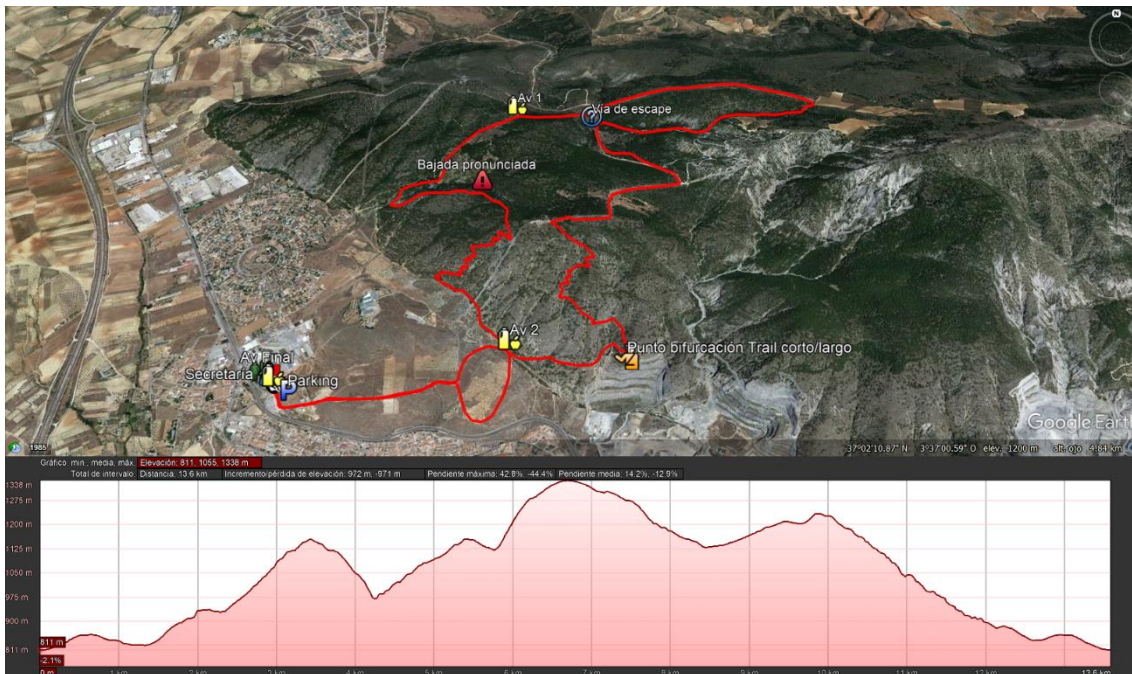 N
Av 1
Vía de escape
Bajada pronunciada
Av 2
Punto bifurcación Trail corto/largo
Av Final
Secretaría
Parking
Google Earth
1985
37°02'10.87" N 3°37'00.59" O elev. 1200 m alt. ojo 4.84 km
Gráfico: mín., media, máx. Elevación: 811, 1055, 1338 m
Total de intervalo: Distancia: 13.6 km Incremento/pérdida de elevación: 972 m, -971 m Pendiente máxima: 42.8%, -44.4% Pendiente media: 14.2%, -12.9%
1338 m
1275 m
1200 m
1125 m
1050 m
975 m
900 m
811 m
811 m
-2.1%
0 m 1 km 2 km 3 km 4 km 5 km 6 km 7 km 8 km 9 km 10 km 11 km 12 km 13.6 km